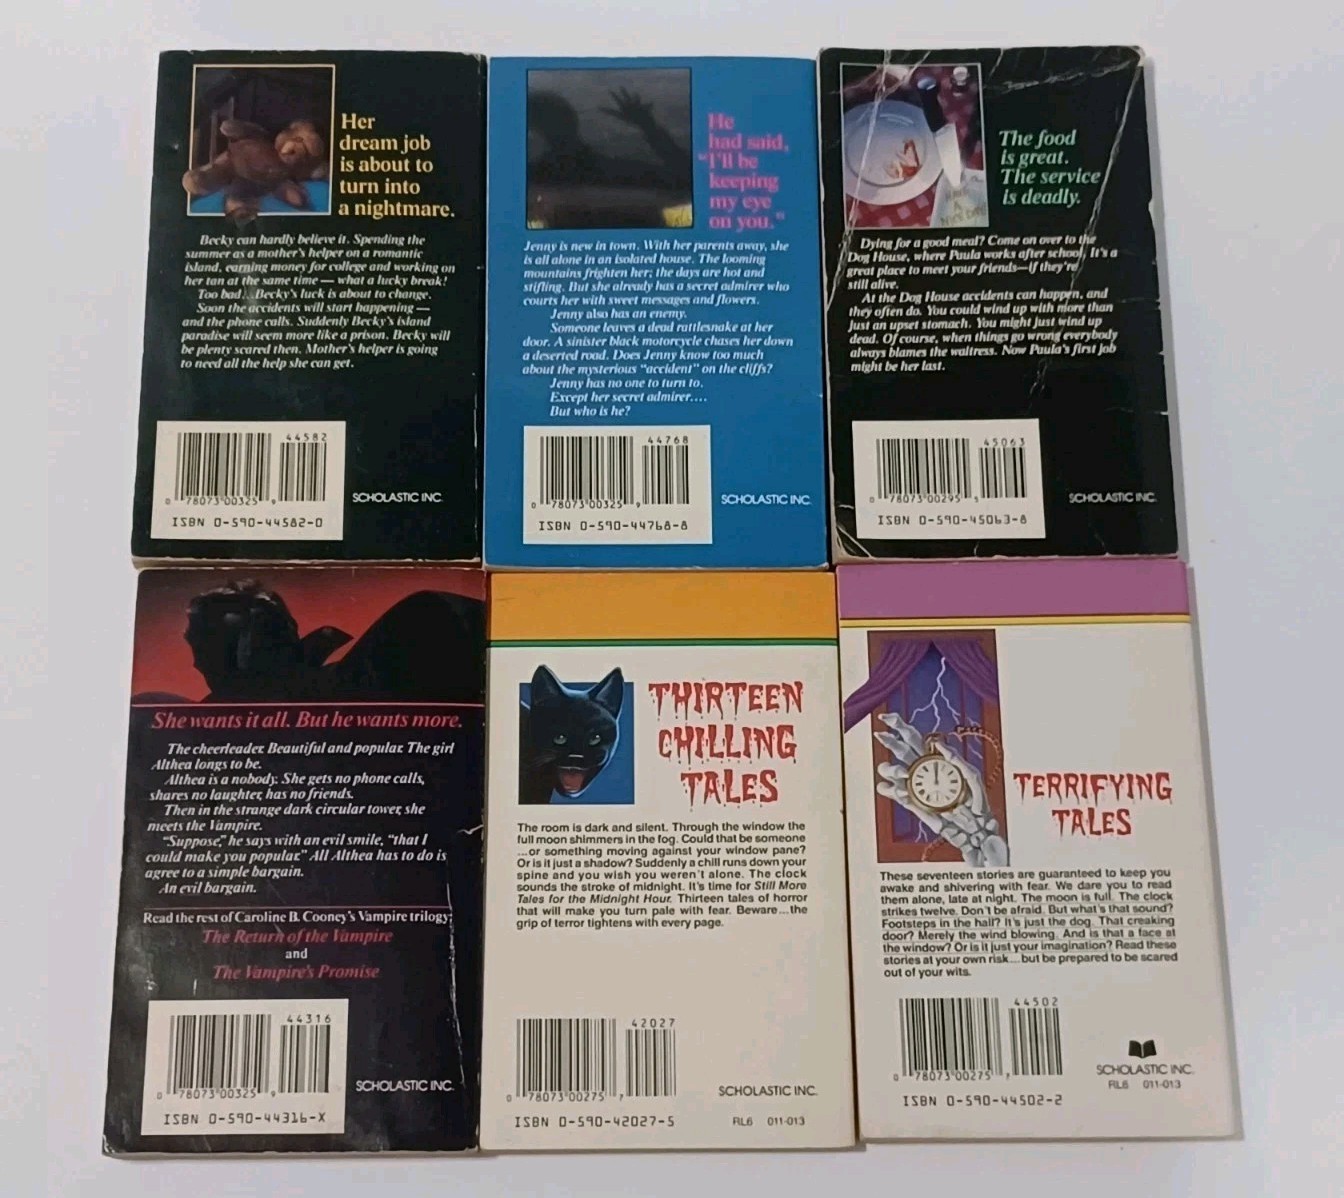 Her
dream job
is about to
turn into
a nightmare.
Becky can hardly believe it. Spending the
summer as a mother's helper on a romantic
island, earning money for college and working on
her tan at the same time — what a lucky break!
Too bad...Becky's luck is about to change.
Soon the accidents will start happening —
and the phone calls. Suddenly Becky's island
paradise will seem more like a prison. Becky will
be plenty scared then. Mother's helper is going
to need all the help she can get.
44582
0 78073 00325 9
ISBN 0-590-44582-0
SCHOLASTIC INC.
He
had said,
"I'll be
keeping
my eye
on you."
Jenny is new in town. With her parents away, she
is all alone in an isolated house. The looming
mountains frighten her; the days are hot and
stifling. But she already has a secret admirer who
courts her with sweet messages and flowers.
Jenny also has an enemy.
Someone leaves a dead rattlesnake at her
door. A sinister black motorcycle chases her down
a deserted road. Does Jenny know too much
about the mysterious "accident" on the cliffs?
Jenny has no one to turn to.
Except her secret admirer....
But who is he?
44768
0 78073 00325 9
ISBN 0-590-44768-8
SCHOLASTIC INC.
HAVE
A
NICE DAY
The food
is great.
The service
is deadly.
Dying for a good meal? Come on over to the
Dog House, where Paula works after school. It's a
great place to meet your friends—if they're
still alive.
At the Dog House accidents can happen, and
they often do. You could wind up with more than
just an upset stomach. You might just wind up
dead. Of course, when things go wrong everybody
always blames the waitress. Now Paula's first job
might be her last.
45063
0 78073 00295 5
ISBN 0-590-45063-8
SCHOLASTIC INC.
She wants it all. But he wants more.
The cheerleader. Beautiful and popular. The girl
Althea longs to be.
Althea is a nobody. She gets no phone calls,
shares no laughter, has no friends.
Then in the strange dark circular tower, she
meets the Vampire.
"Suppose," he says with an evil smile, "that I
could make you popular." All Althea has to do is
agree to a simple bargain.
An evil bargain.
Read the rest of Caroline B. Cooney's Vampire trilogy:
The Return of the Vampire
and
The Vampire's Promise
44316
0 78073 00325 9
ISBN 0-590-44316-X
SCHOLASTIC INC.
THIRTEEN
CHILLING
TALES
The room is dark and silent. Through the window the
full moon shimmers in the fog. Could that be someone
...or something moving against your window pane?
Or is it just a shadow? Suddenly a chill runs down your
spine and you wish you weren't alone. The clock
sounds the stroke of midnight. It's time for Still More
Tales for the Midnight Hour. Thirteen tales of horror
that will make you turn pale with fear. Beware...the
grip of terror tightens with every page.
42027
0 78073 00275 7
ISBN 0-590-42027-5
SCHOLASTIC INC.
RL6 011-013
TERRIFYING
TALES
These seventeen stories are guaranteed to keep you
awake and shivering with fear. We dare you to read
them alone, late at night. The moon is full. The clock
strikes twelve. Don't be afraid. But what's that sound?
Footsteps in the hall? It's just the dog. That creaking
door? Merely the wind blowing. And is that a face at
the window? Or is it just your imagination? Read these
stories at your own risk...but be prepared to be scared
out of your wits.
44502
0 78073 00275 7
ISBN 0-590-44502-2
SCHOLASTIC INC.
RL6 011-013